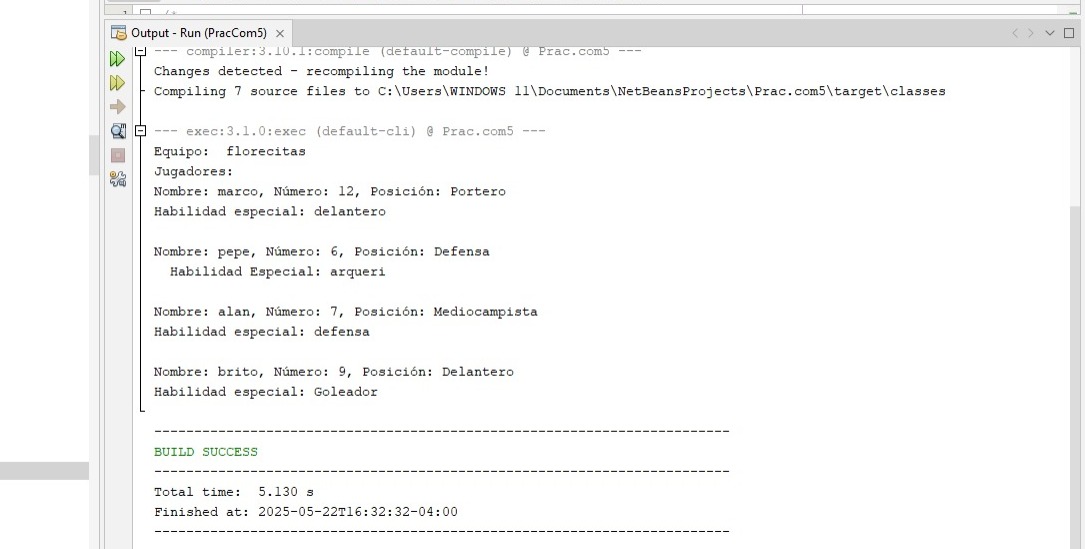 Output - Run (PracCom5)
--- compiler:3.10.1:compile (default-compile) @ Prac.com5 ---
Changes detected - recompiling the module!
Compiling 7 source files to C:\Users\WINDOWS 11\Documents\NetBeansProjects\Prac.com5\target\classes
--- exec:3.1.0:exec (default-cli) @ Prac.com5 ---
Equipo:  florecitas
Jugadores:
Nombre: marco, Número: 12, Posición: Portero
Habilidad especial: delantero
Nombre: pepe, Número: 6, Posición: Defensa
  Habilidad Especial: arqueri
Nombre: alan, Número: 7, Posición: Mediocampista
Habilidad especial: defensa
Nombre: brito, Número: 9, Posición: Delantero
Habilidad especial: Goleador
------------------------------------------------------------------------
BUILD SUCCESS
------------------------------------------------------------------------
Total time:  5.130 s
Finished at: 2025-05-22T16:32:32-04:00
------------------------------------------------------------------------